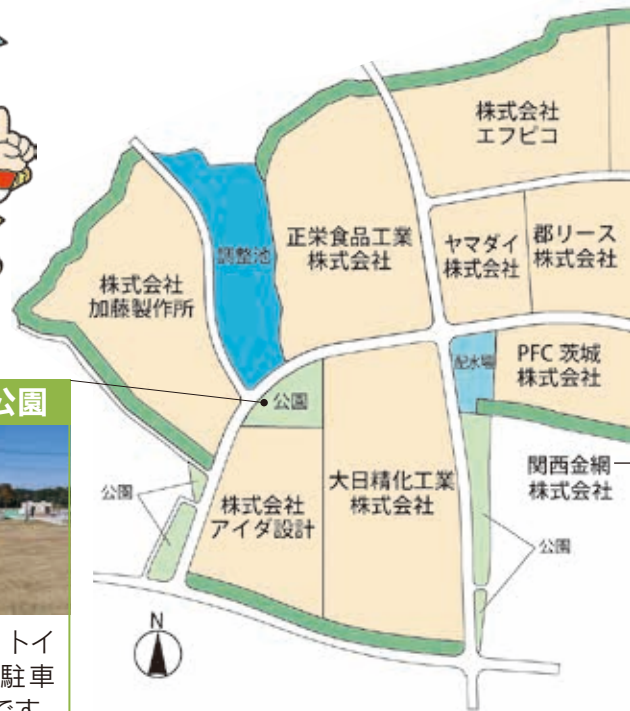 株式会社
エフピコ
正栄食品工業
株式会社
ヤマダイ
株式会社
郡リース
株式会社
調整池
株式会社
加藤製作所
配水場
PFC 茨城
株式会社
公園
公園
大日精化工業
株式会社
関西金網
株式会社
公園
株式会社
アイダ設計
公園
N
トイ
駐車
です